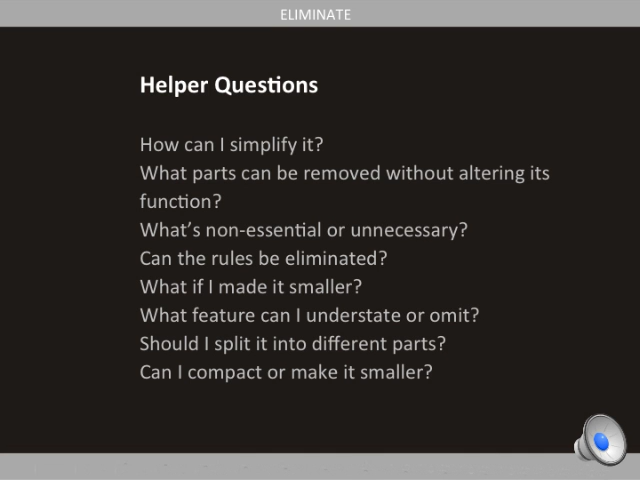 ELIMINATE
Helper Questions
How can I simplify it?
What parts can be removed without altering its
function?
What's non-essential or unnecessary?
Can the rules be eliminated?
What if I made it smaller?
What feature can I understate or omit?
Should I split it into different parts?
Can I compact or make it smaller?